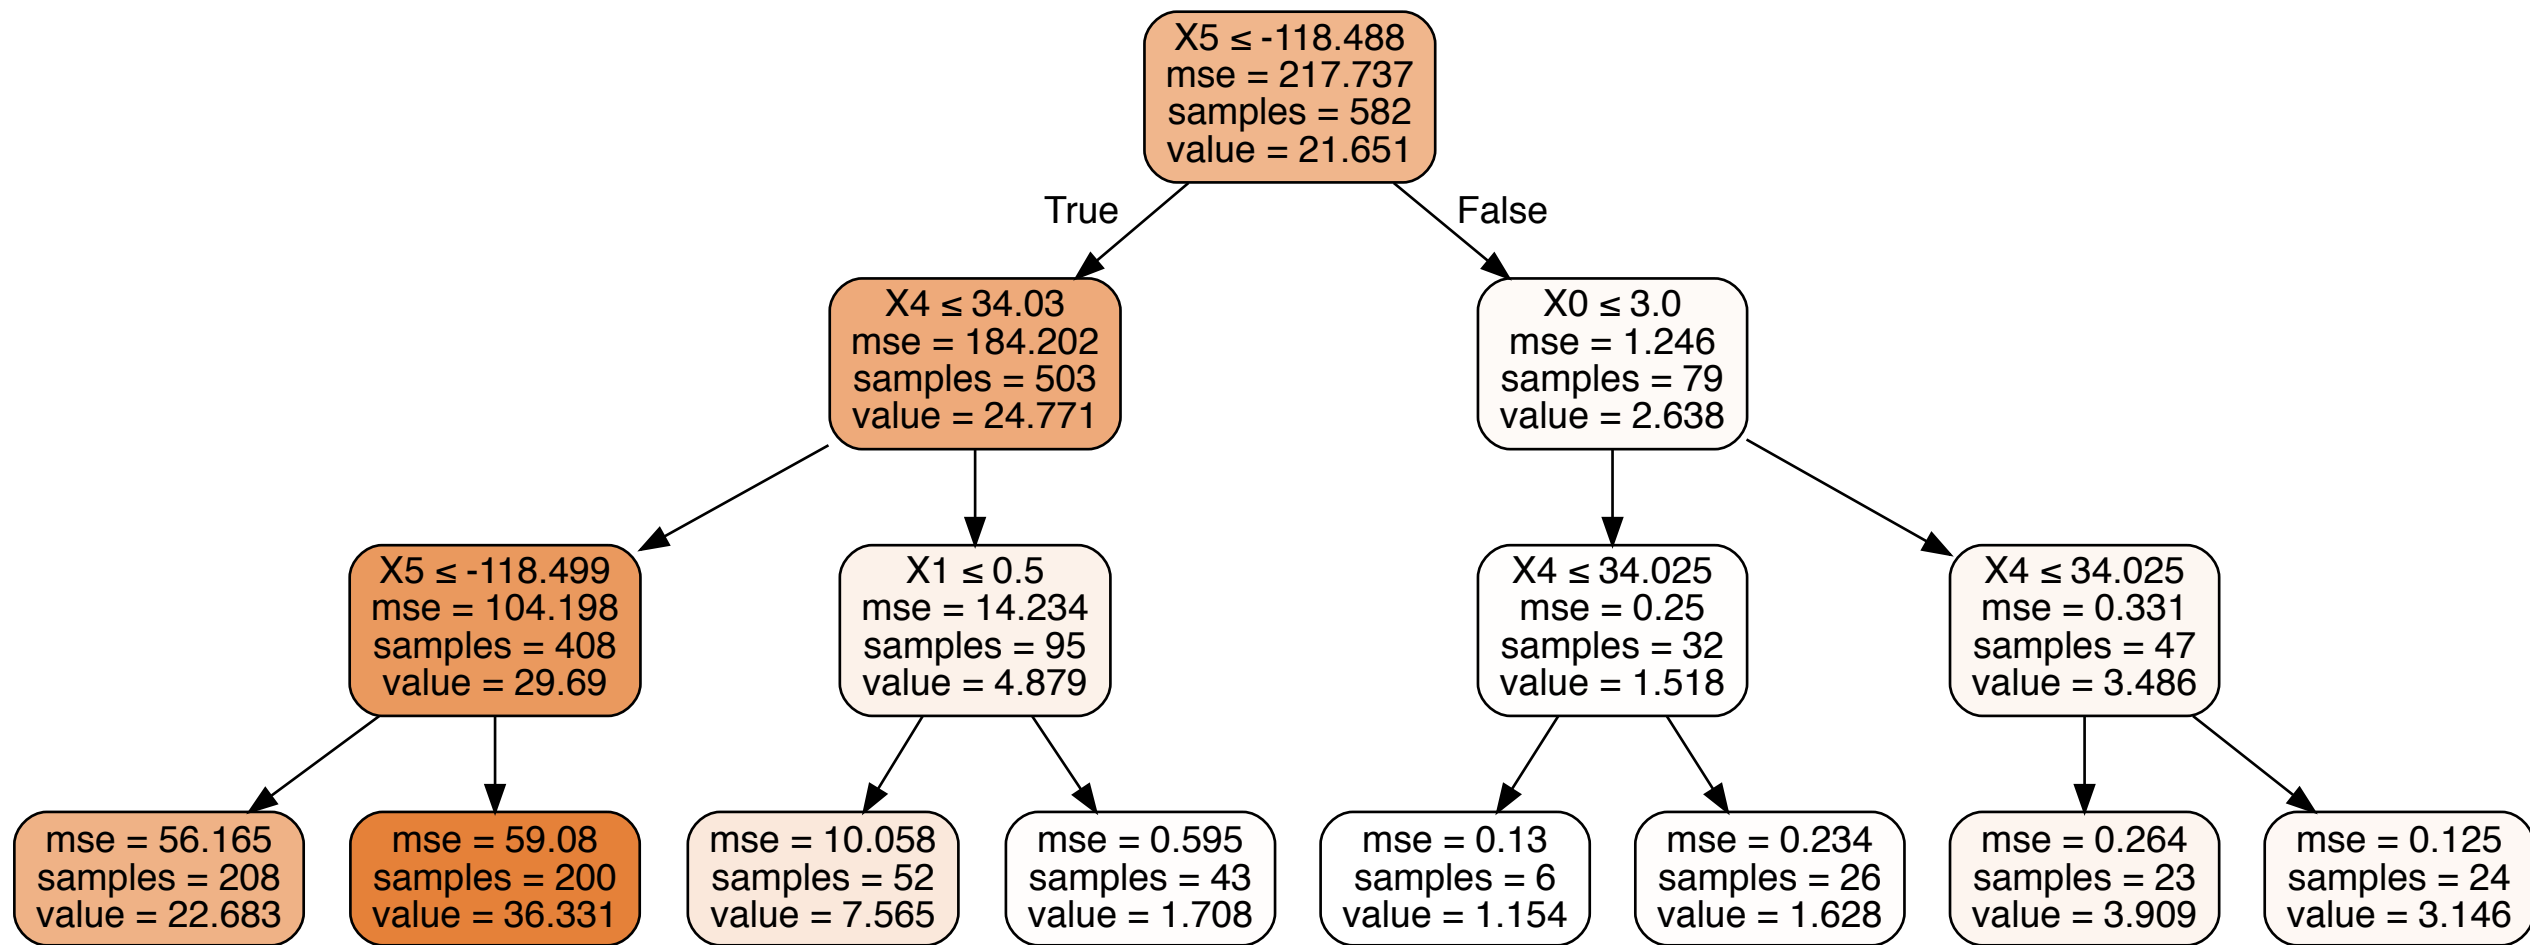 X5 ≤ -118.488
mse = 217.737
samples = 582
value = 21.651
True
False
X4 ≤ 34.03
mse = 184.202
samples = 503
value = 24.771
X0 ≤ 3.0
mse = 1.246
samples = 79
value = 2.638
X5 ≤ -118.499
mse = 104.198
samples = 408
value = 29.69
X1 ≤ 0.5
mse = 14.234
samples = 95
value = 4.879
X4 ≤ 34.025
mse = 0.25
samples = 32
value = 1.518
X4 ≤ 34.025
mse = 0.331
samples = 47
value = 3.486
mse = 56.165
samples = 208
value = 22.683
mse = 59.08
samples = 200
value = 36.331
mse = 10.058
samples = 52
value = 7.565
mse = 0.595
samples = 43
value = 1.708
mse = 0.13
samples = 6
value = 1.154
mse = 0.234
samples = 26
value = 1.628
mse = 0.264
samples = 23
value = 3.909
mse = 0.125
samples = 24
value = 3.146